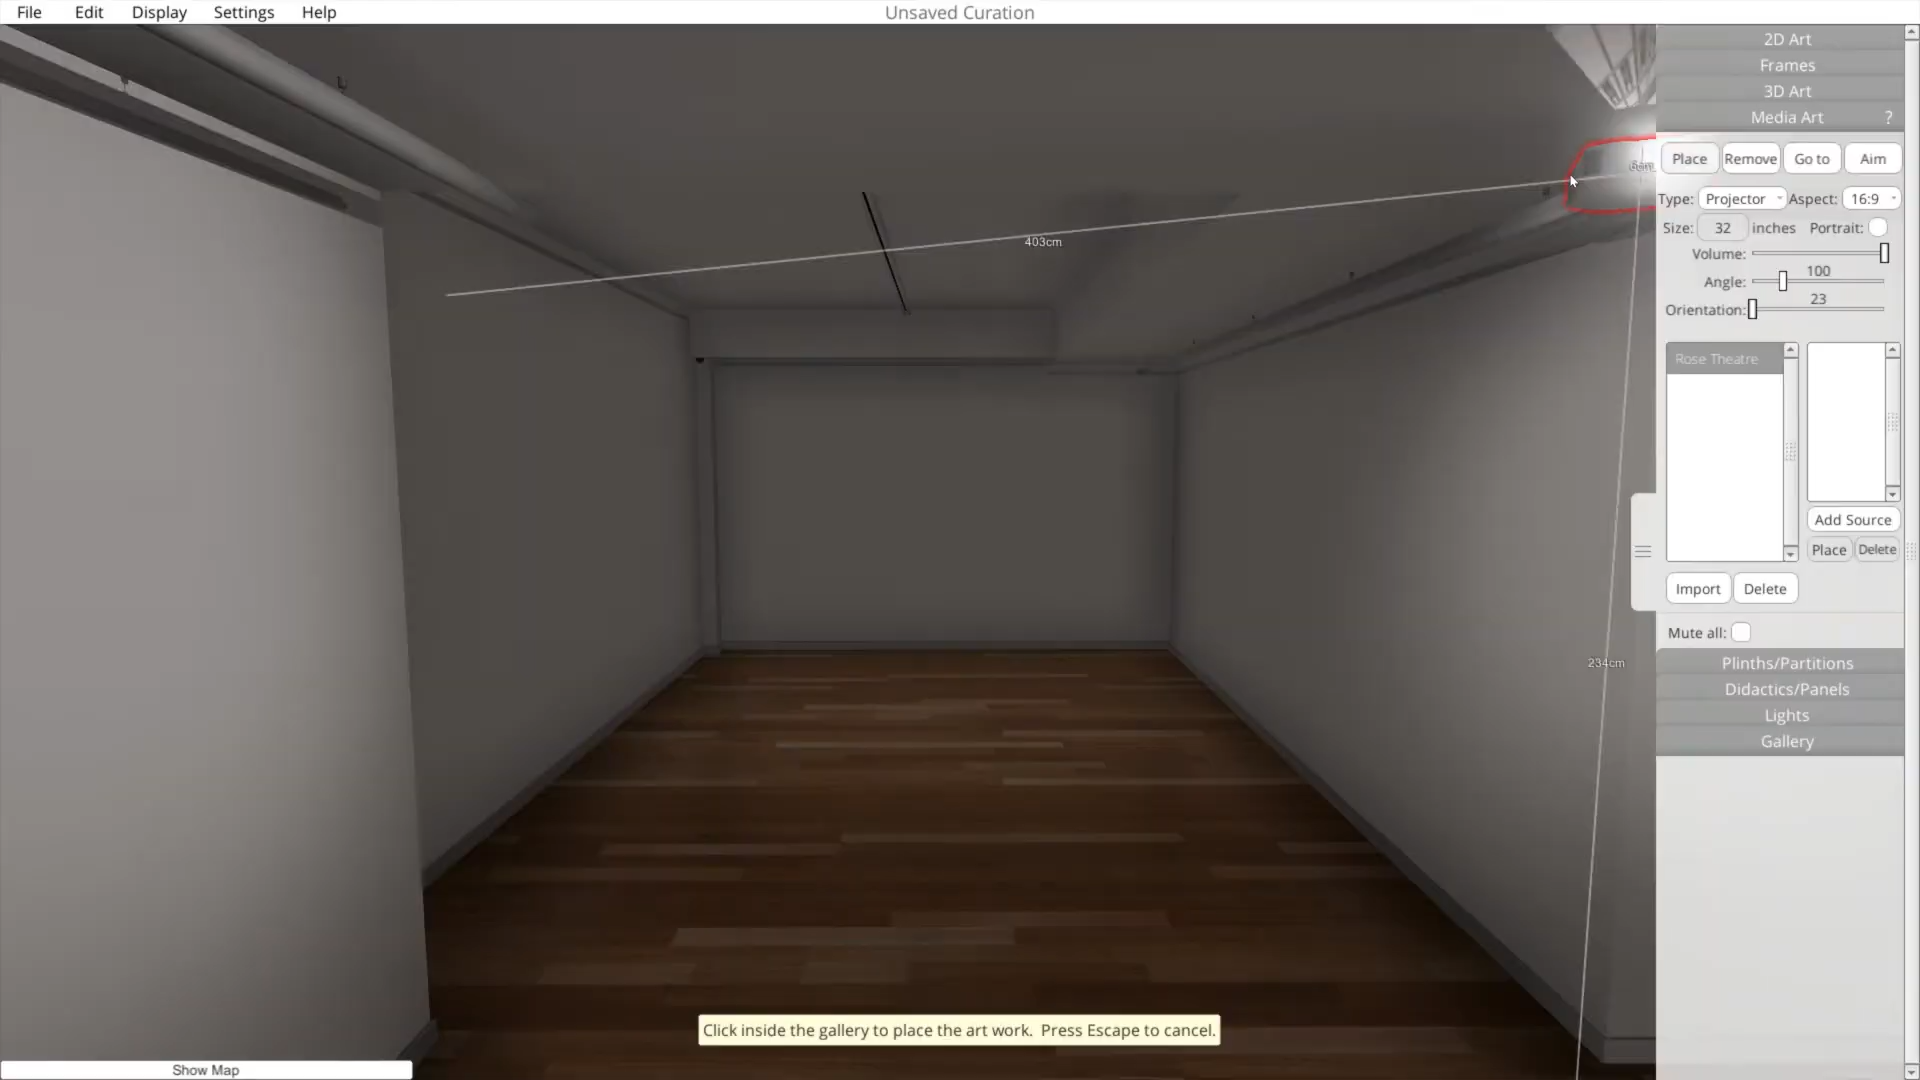 File Edit Display Settings Help
Unsaved Curation
2D Art
Frames
3D Art
Media Art ?
Place Remove Go to Aim
Type: Projector Aspect: 16:9
Size: 32 inches Portrait:
Volume:
100
Angle:
23
Orientation:
Rose Theatre
Add Source
Place Delete
Import Delete
Mute all:
Plinths/Partitions
Didactics/Panels
Lights
Gallery
403cm
6cm
234cm
Click inside the gallery to place the art work. Press Escape to cancel.
Show Map